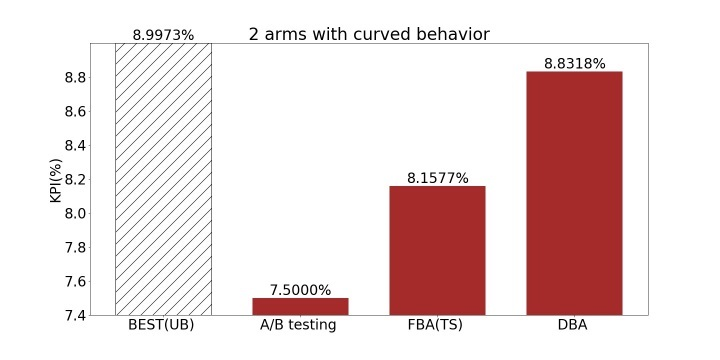 2 arms with curved behavior
8.9973%
7.5000%
8.1577%
8.8318%
KPI(%)
8.8
8.6
8.4
8.2
8.0
7.8
7.6
7.4
BEST(UB)
A/B testing
FBA(TS)
DBA